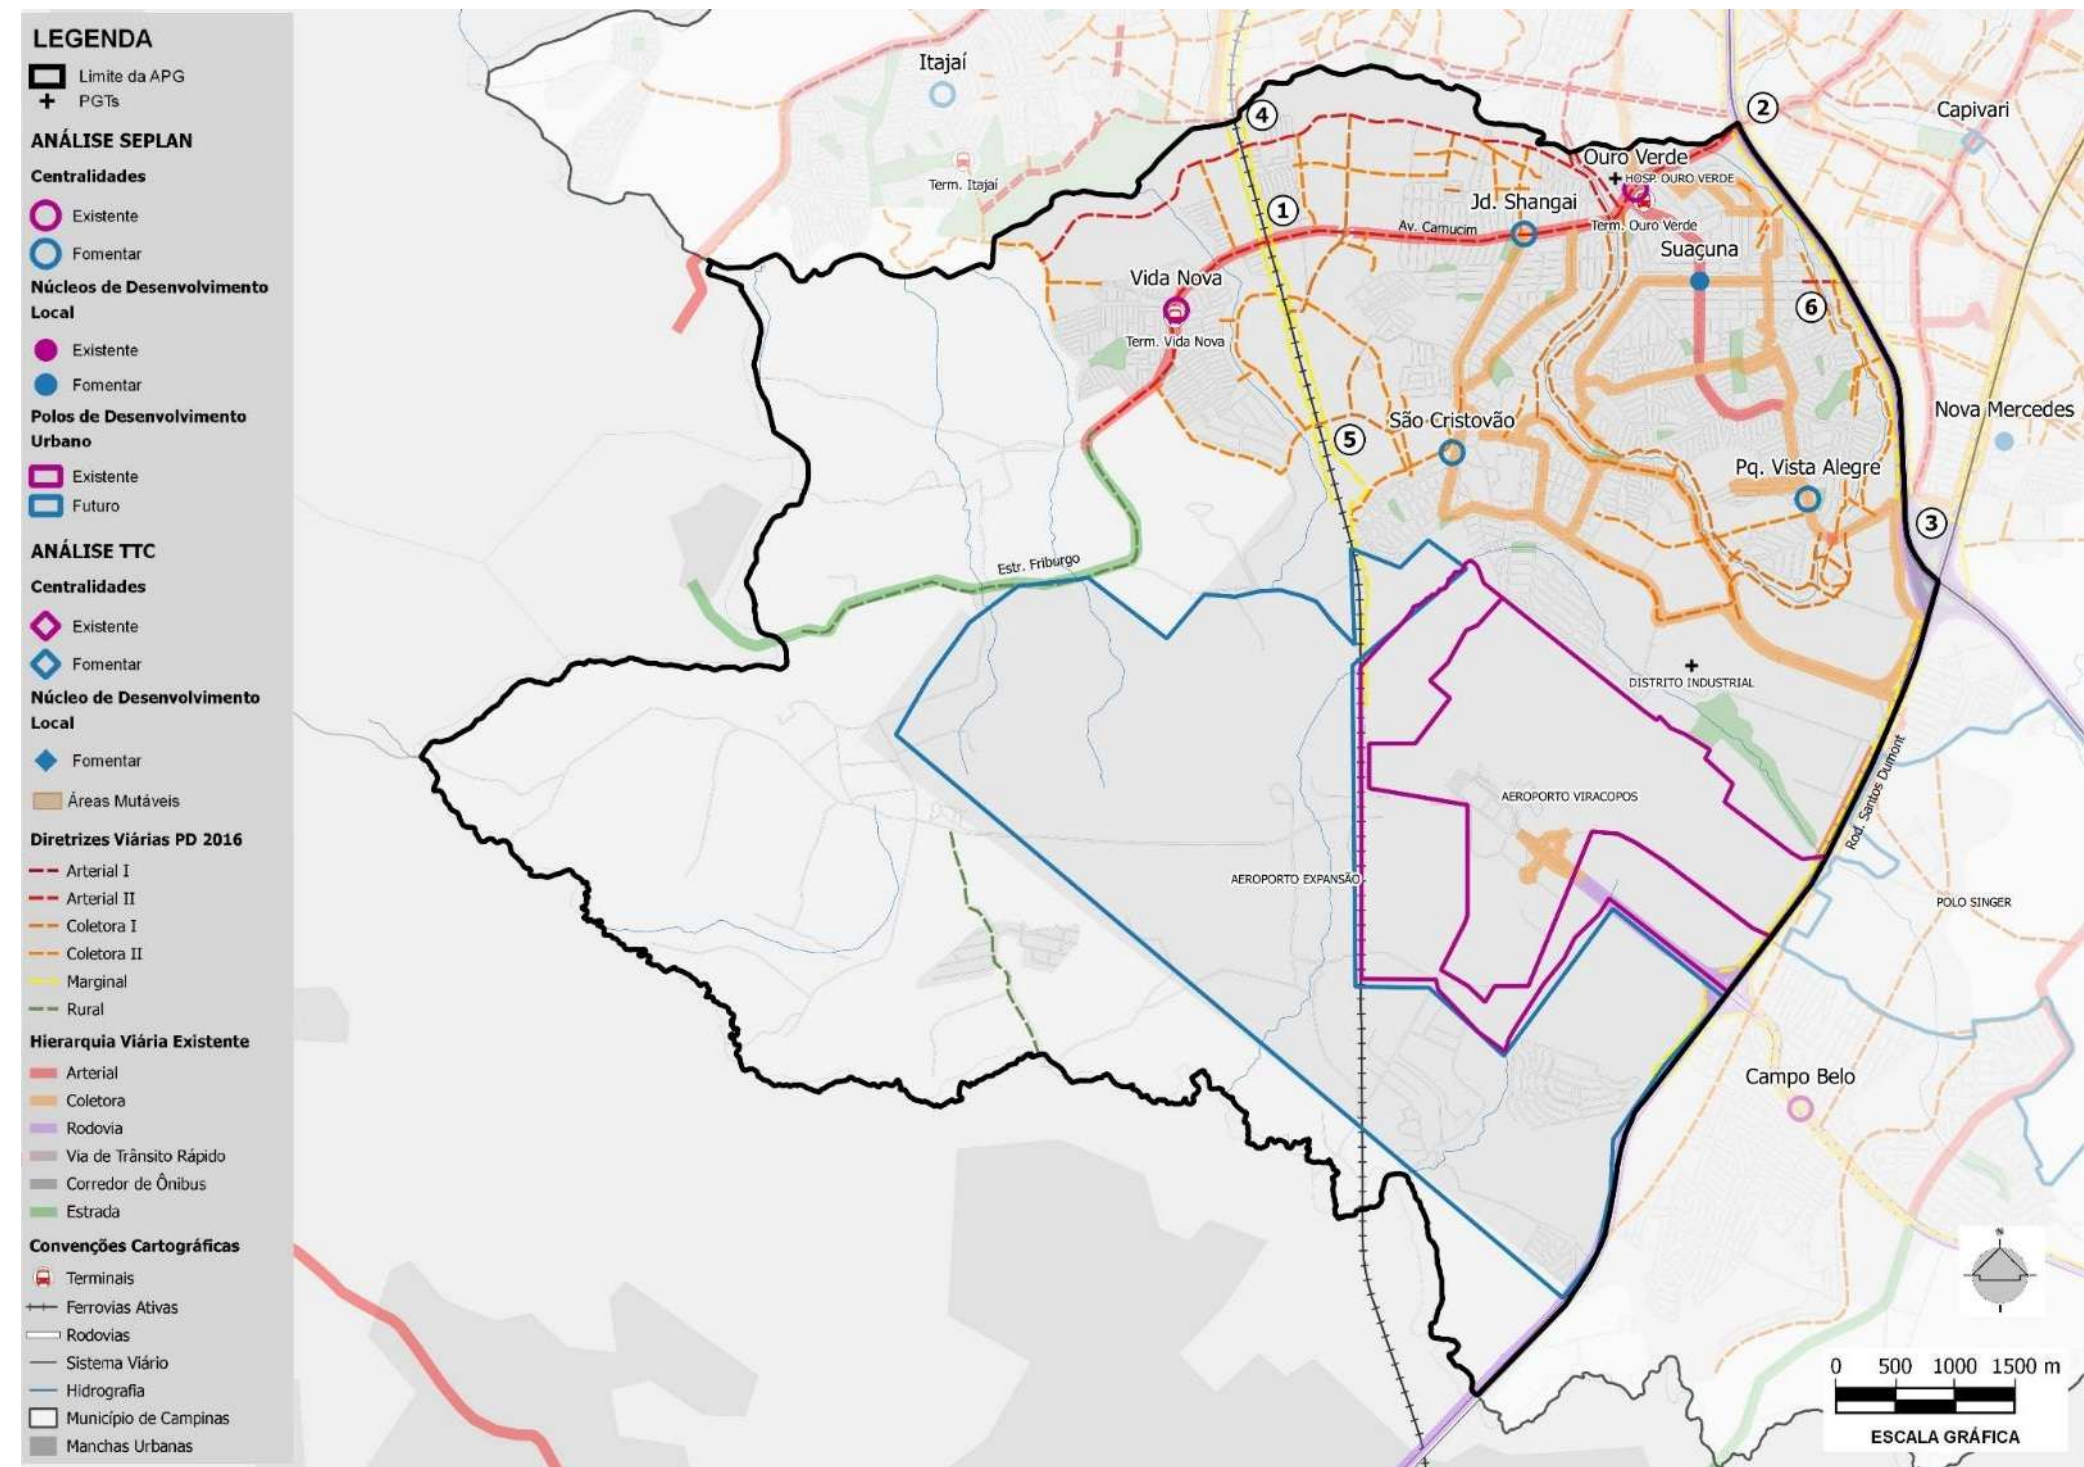 LEGENDA
Limite da APG
PGTs
ANÁLISE SEPLAN
Centralidades
Existente
Fomentar
Núcleos de Desenvolvimento
Local
Existente
Fomentar
Polos de Desenvolvimento
Urbano
Existente
Futuro
ANÁLISE TTC
Centralidades
Existente
Fomentar
Núcleo de Desenvolvimento
Local
Fomentar
Áreas Mutáveis
Diretrizes Viárias PD 2016
Arterial I
Arterial II
Coletora I
Coletora II
Marginal
Rural
Hierarquia Viária Existente
Arterial
Coletora
Rodovia
Via de Trânsito Rápido
Corredor de Ônibus
Estrada
Convenções Cartográficas
Terminais
Ferrovias Ativas
Rodovias
Sistema Viário
Hidrografia
Município de Campinas
Manchas Urbanas
Itajaí
Term. Itajaí
4
2
Capivari
Ouro Verde
HOSP. OURO VERDE
1
Jd. Shangai
Av. Camucim
Term. Ouro Verde
Suaçuna
Vida Nova
Term. Vida Nova
6
São Cristovão
5
Nova Mercedes
Pq. Vista Alegre
3
Estr. Friburgo
DISTRITO INDUSTRIAL
AEROPORTO VIRACOPOS
Rod. Santos Dumont
AEROPORTO EXPANSÃO
POLO SINGER
Campo Belo
N
0 500 1000 1500 m
ESCALA GRÁFICA